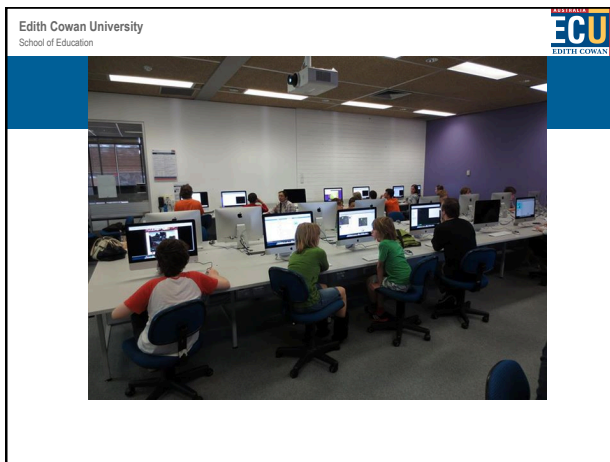 Edith Cowan University
School of Education
AUSTRALIA
ECU
EDITH COWAN